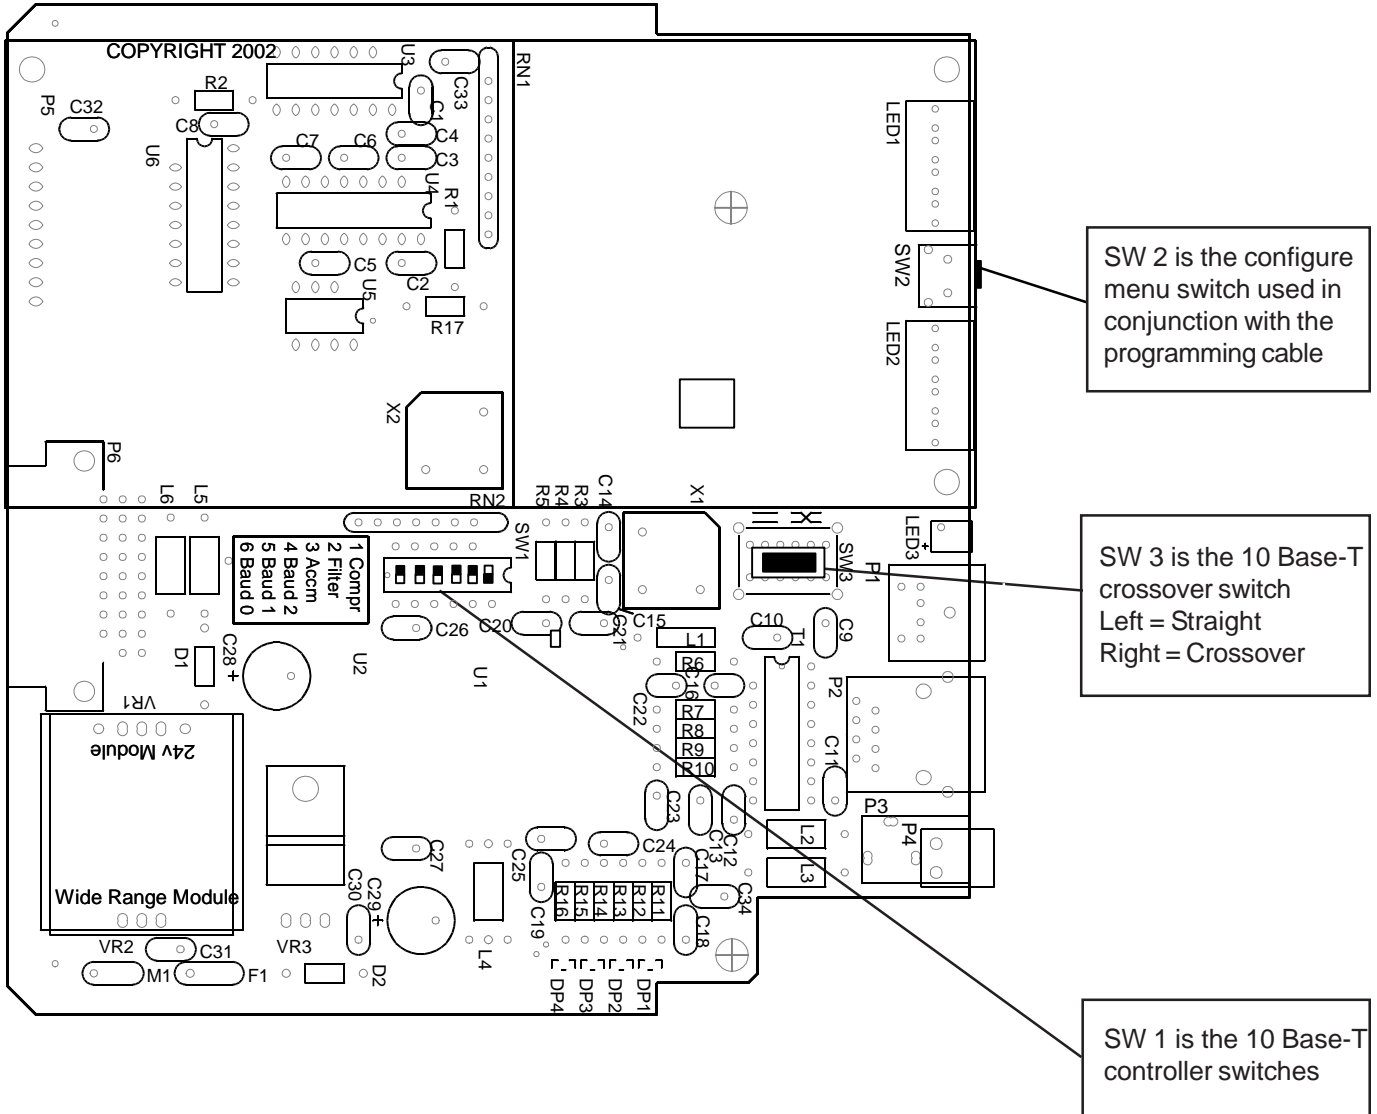 COPYRIGHT 2002
U3
C33
RN1
R2
P5
C32
C8
C1
C4
C7
C6
C3
U6
U4
R1
C5
C2
U5
R17
LED1
SW2
LED2
SW 2 is the configure
menu switch used in
conjunction with the
programming cable
X2
P6
L6
L5
RN2
R5
R4
R3
C14
X1
SW1
SW3
LED3
+
P1
1 Compr
2 Filter
3 Accm
4 Baud 2
5 Baud 1
6 Baud 0
SW 3 is the 10 Base-T
crossover switch
Left = Straight
Right = Crossover
C26
C20
C21
C15
L1
C10
T1
C9
D1
C28
+
U2
U1
R6
C16
C22
R7
R8
R9
R10
P2
C11
VR1
24v Module
C23
C13
C12
P3
P4
L2
L3
C27
C25
C24
C17
C34
Wide Range Module
C30
C29
+
C19
R16
R15
R14
R13
R12
R11
C18
VR2
C31
VR3
M1
F1
D2
L4
DP4
DP3
DP2
DP1
SW 1 is the 10 Base-T
controller switches